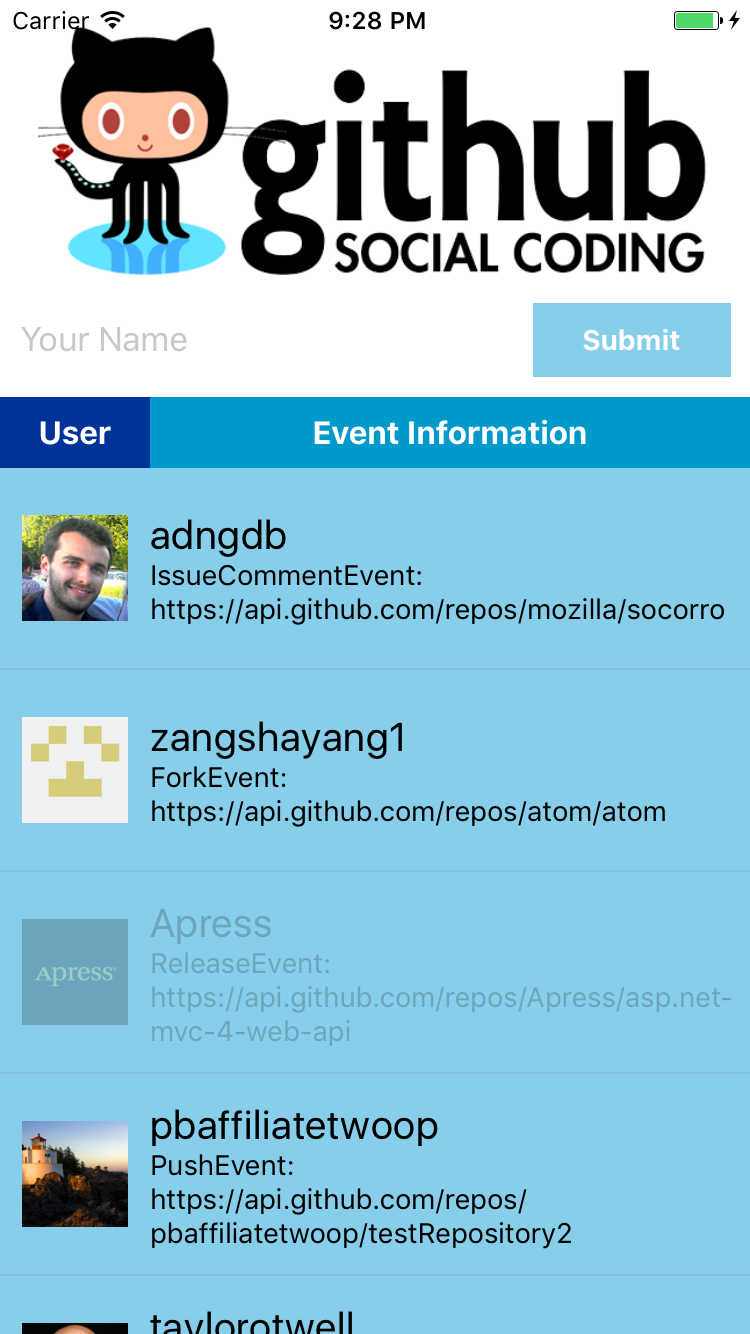 Carrier 9:28 PM
github
SOCIAL CODING
Your Name
Submit
User Event Information
adngdb
IssueCommentEvent:
https://api.github.com/repos/mozilla/socorro
zangshayang1
ForkEvent:
https://api.github.com/repos/atom/atom
Apress
Apress
ReleaseEvent:
https://api.github.com/repos/Apress/asp.net-
mvc-4-web-api
pbaffiliatetwoop
PushEvent:
https://api.github.com/repos/
pbaffiliatetwoop/testRepository2
taylorotwell